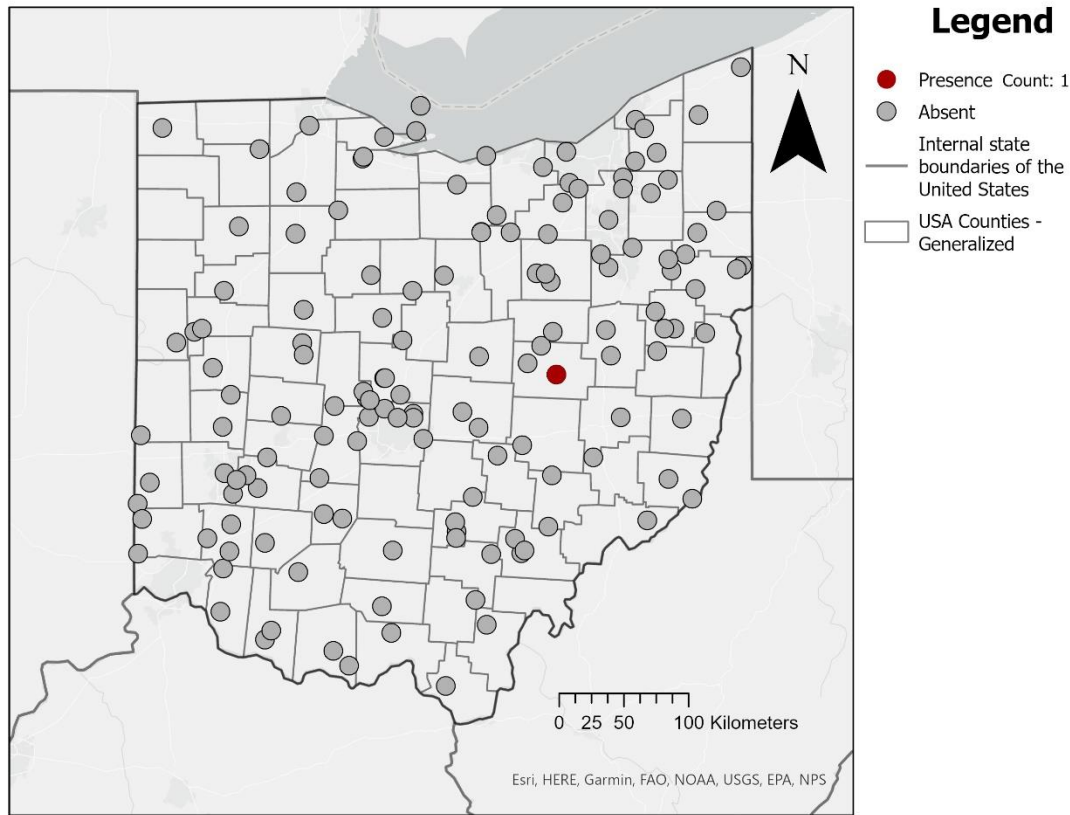 Legend
Presence Count: 1
Absent
Internal state
boundaries of the
United States
USA Counties -
Generalized
N
0 25 50 100 Kilometers
Esri, HERE, Garmin, FAO, NOAA, USGS, EPA, NPS